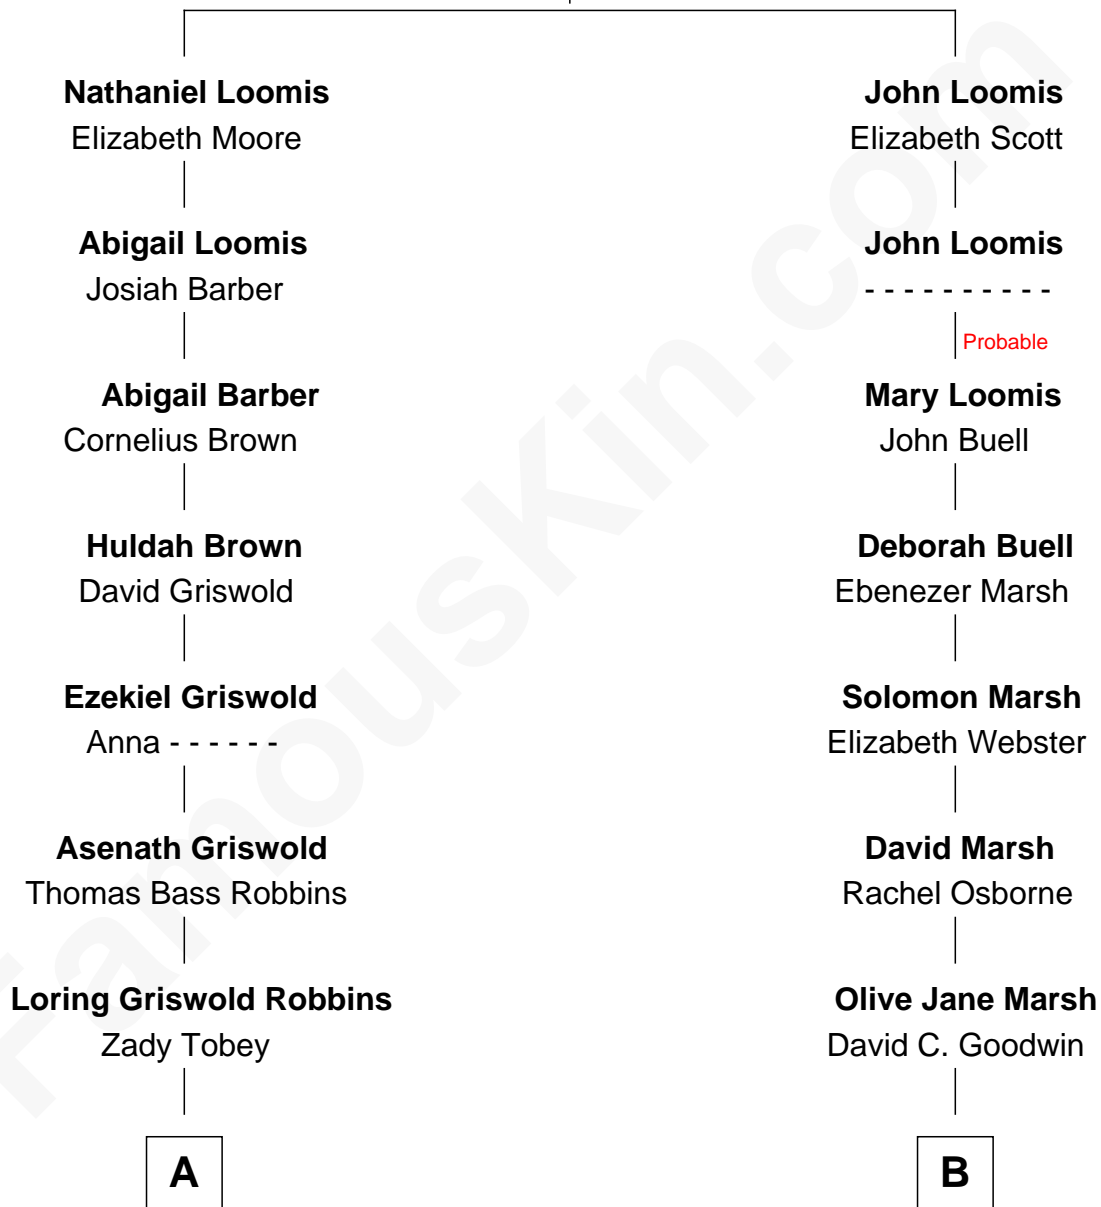 Nathaniel Loomis
Elizabeth Moore
Abigail Loomis
Josiah Barber
Abigail Barber
Cornelius Brown
Huldah Brown
David Griswold
Ezekiel Griswold
Anna - - - - - -
Asenath Griswold
Thomas Bass Robbins
Loring Griswold Robbins
Zady Tobey
A
John Loomis
Elizabeth Scott
John Loomis
- - - - - - - - - -
Probable
Mary Loomis
John Buell
Deborah Buell
Ebenezer Marsh
Solomon Marsh
Elizabeth Webster
David Marsh
Rachel Osborne
Olive Jane Marsh
David C. Goodwin
B
FamousKin.com